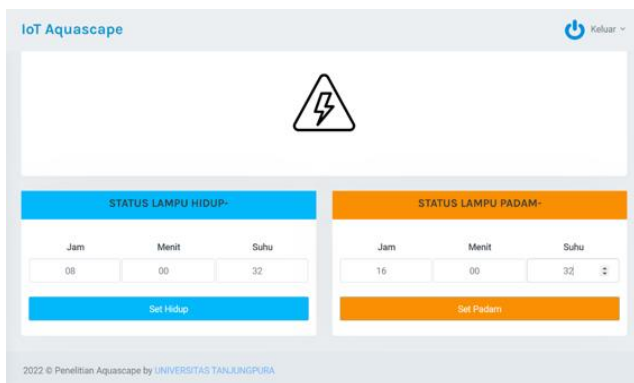 IoT Aquascape
Keluar
STATUS LAMPU HIDUP-
Jam Menit Suhu
08 00 32
Set Hidup
STATUS LAMPU PADAM-
Jam Menit Suhu
16 00 32
Set Padam
2022 © Penelitian Aquascape by UNIVERSITAS TANJUNGPURA